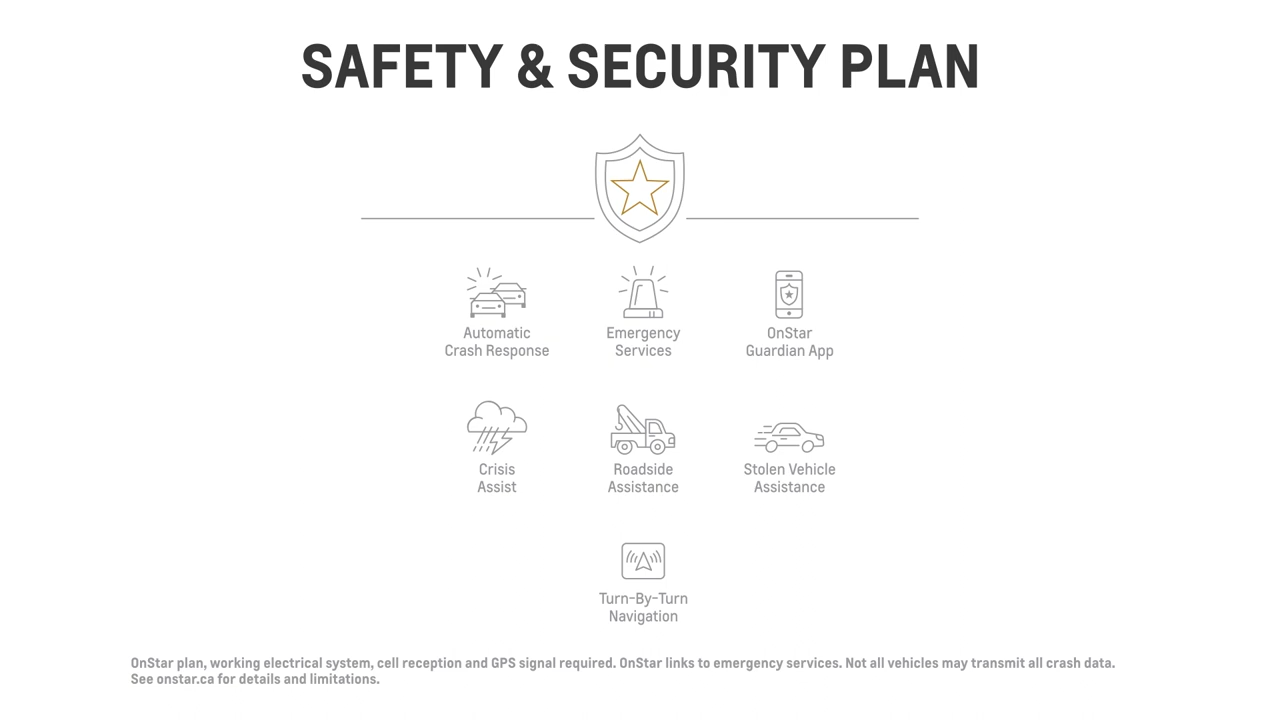 SAFETY & SECURITY PLAN
Automatic
Crash Response
Emergency
Services
OnStar
Guardian App
Crisis
Assist
Roadside
Assistance
Stolen Vehicle
Assistance
Turn-By-Turn
Navigation
OnStar plan, working electrical system, cell reception and GPS signal required. OnStar links to emergency services. Not all vehicles may transmit all crash data.
See onstar.ca for details and limitations.